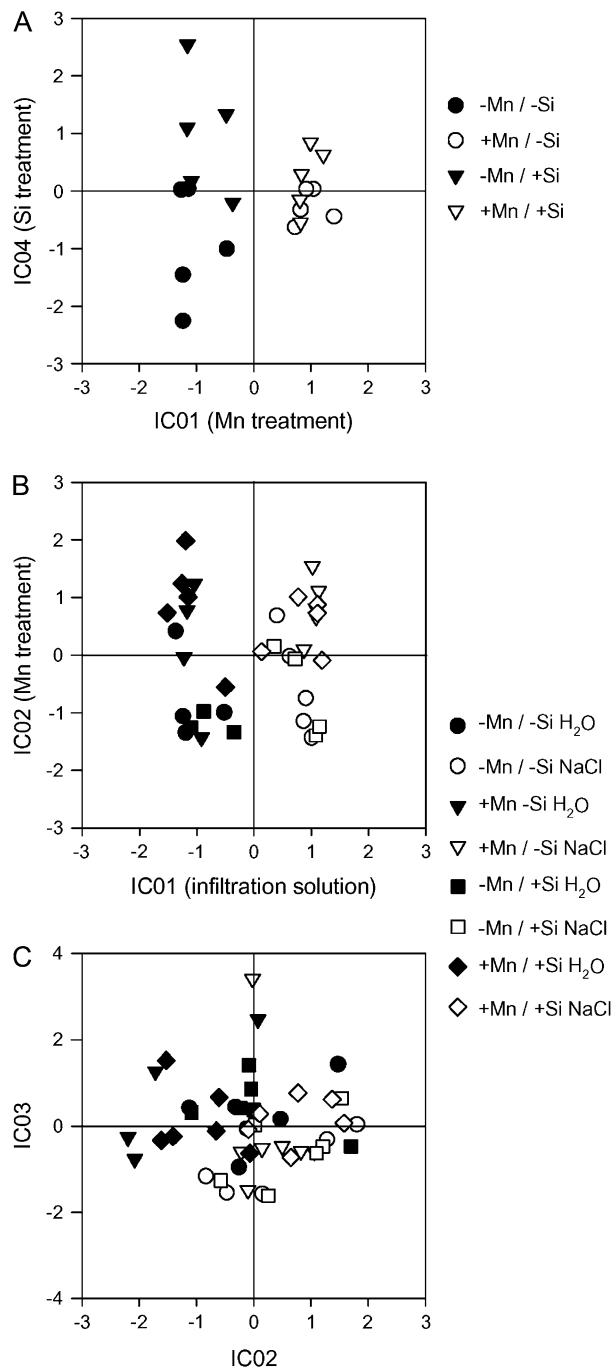 A
3
2
1
0
-1
-2
-3
IC04 (Si treatment)
-3 -2 -1 0 1 2 3
IC01 (Mn treatment)
-Mn / -Si
+Mn / -Si
-Mn / +Si
+Mn / +Si
B
3
2
1
0
-1
-2
-3
IC02 (Mn treatment)
-3 -2 -1 0 1 2 3
IC01 (infiltration solution)
-Mn / -Si H₂O
-Mn / -Si NaCl
+Mn -Si H₂O
+Mn / -Si NaCl
-Mn / +Si H₂O
-Mn / +Si NaCl
+Mn / +Si H₂O
+Mn / +Si NaCl
C
4
2
0
-2
-4
IC03
-3 -2 -1 0 1 2 3
IC02